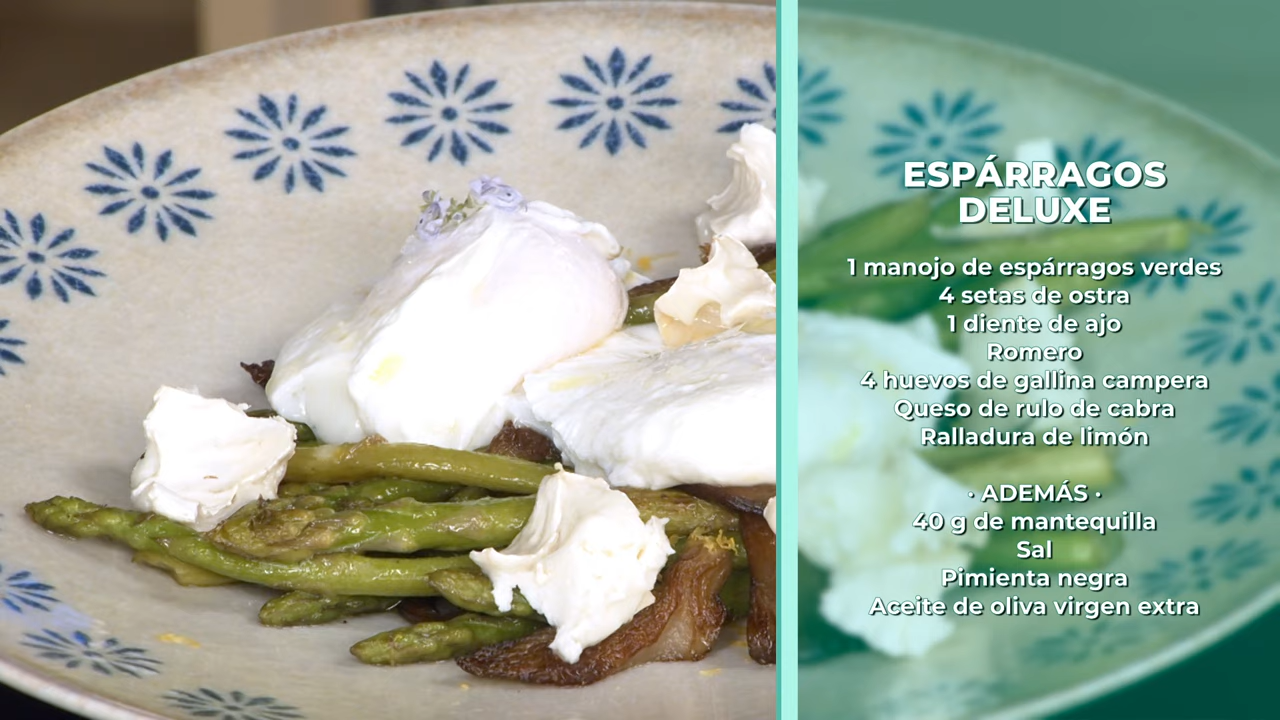 ESPÁRRAGOS
DELUXE
1 manojo de espárragos verdes
4 setas de ostra
1 diente de ajo
Romero
4 huevos de gallina campera
Queso de rulo de cabra
Ralladura de limón
· ADEMÁS ·
40 g de mantequilla
Sal
Pimienta negra
Aceite de oliva virgen extra